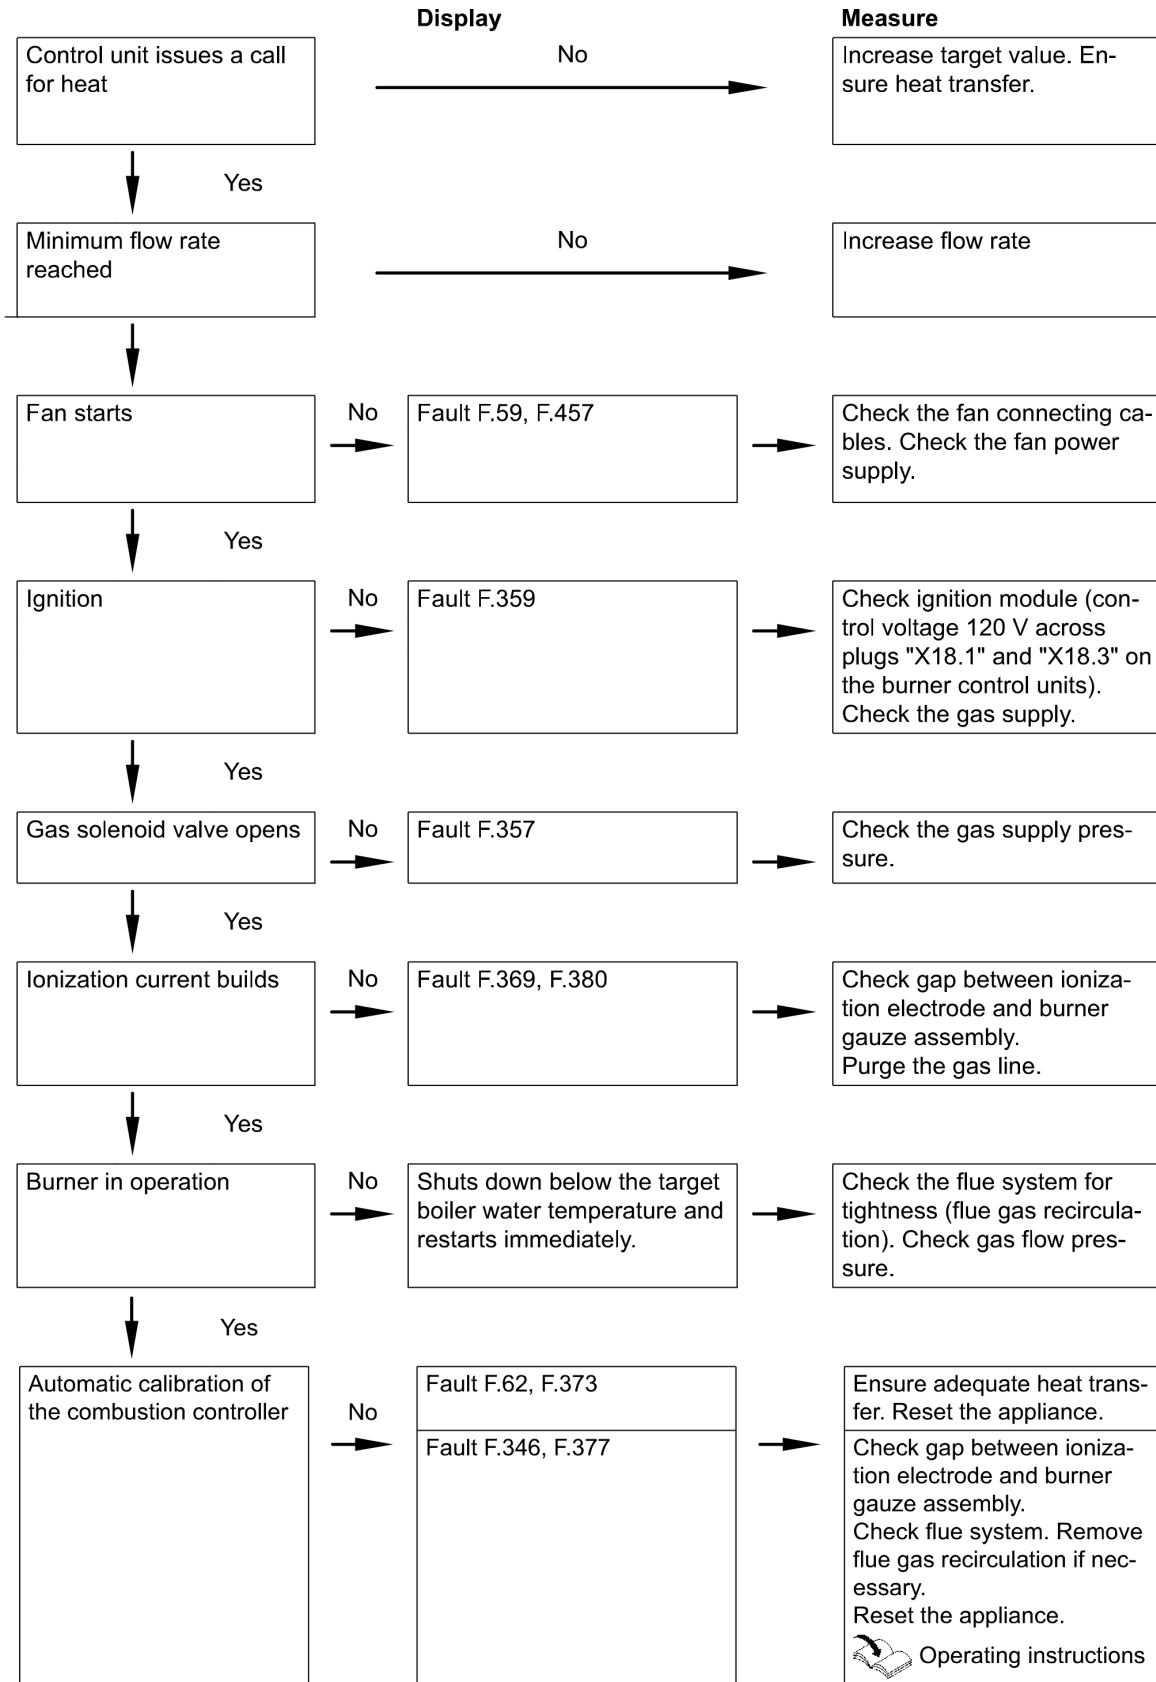 Display
Measure
Control unit issues a call
for heat
No
Increase target value. En-
sure heat transfer.
Yes
Minimum flow rate
reached
No
Increase flow rate
Fan starts
No
Fault F.59, F.457
Check the fan connecting ca-
bles. Check the fan power
supply.
Yes
Ignition
No
Fault F.359
Check ignition module (con-
trol voltage 120 V across
plugs "X18.1" and "X18.3" on
the burner control units).
Check the gas supply.
Yes
Gas solenoid valve opens
No
Fault F.357
Check the gas supply pres-
sure.
Yes
Ionization current builds
No
Fault F.369, F.380
Check gap between ioniza-
tion electrode and burner
gauze assembly.
Purge the gas line.
Yes
Burner in operation
No
Shuts down below the target
boiler water temperature and
restarts immediately.
Check the flue system for
tightness (flue gas recircula-
tion). Check gas flow pres-
sure.
Yes
Automatic calibration of
the combustion controller
No
Fault F.62, F.373
Ensure adequate heat trans-
fer. Reset the appliance.
Fault F.346, F.377
Check gap between ioniza-
tion electrode and burner
gauze assembly.
Check flue system. Remove
flue gas recirculation if nec-
essary.
Reset the appliance.
Operating instructions